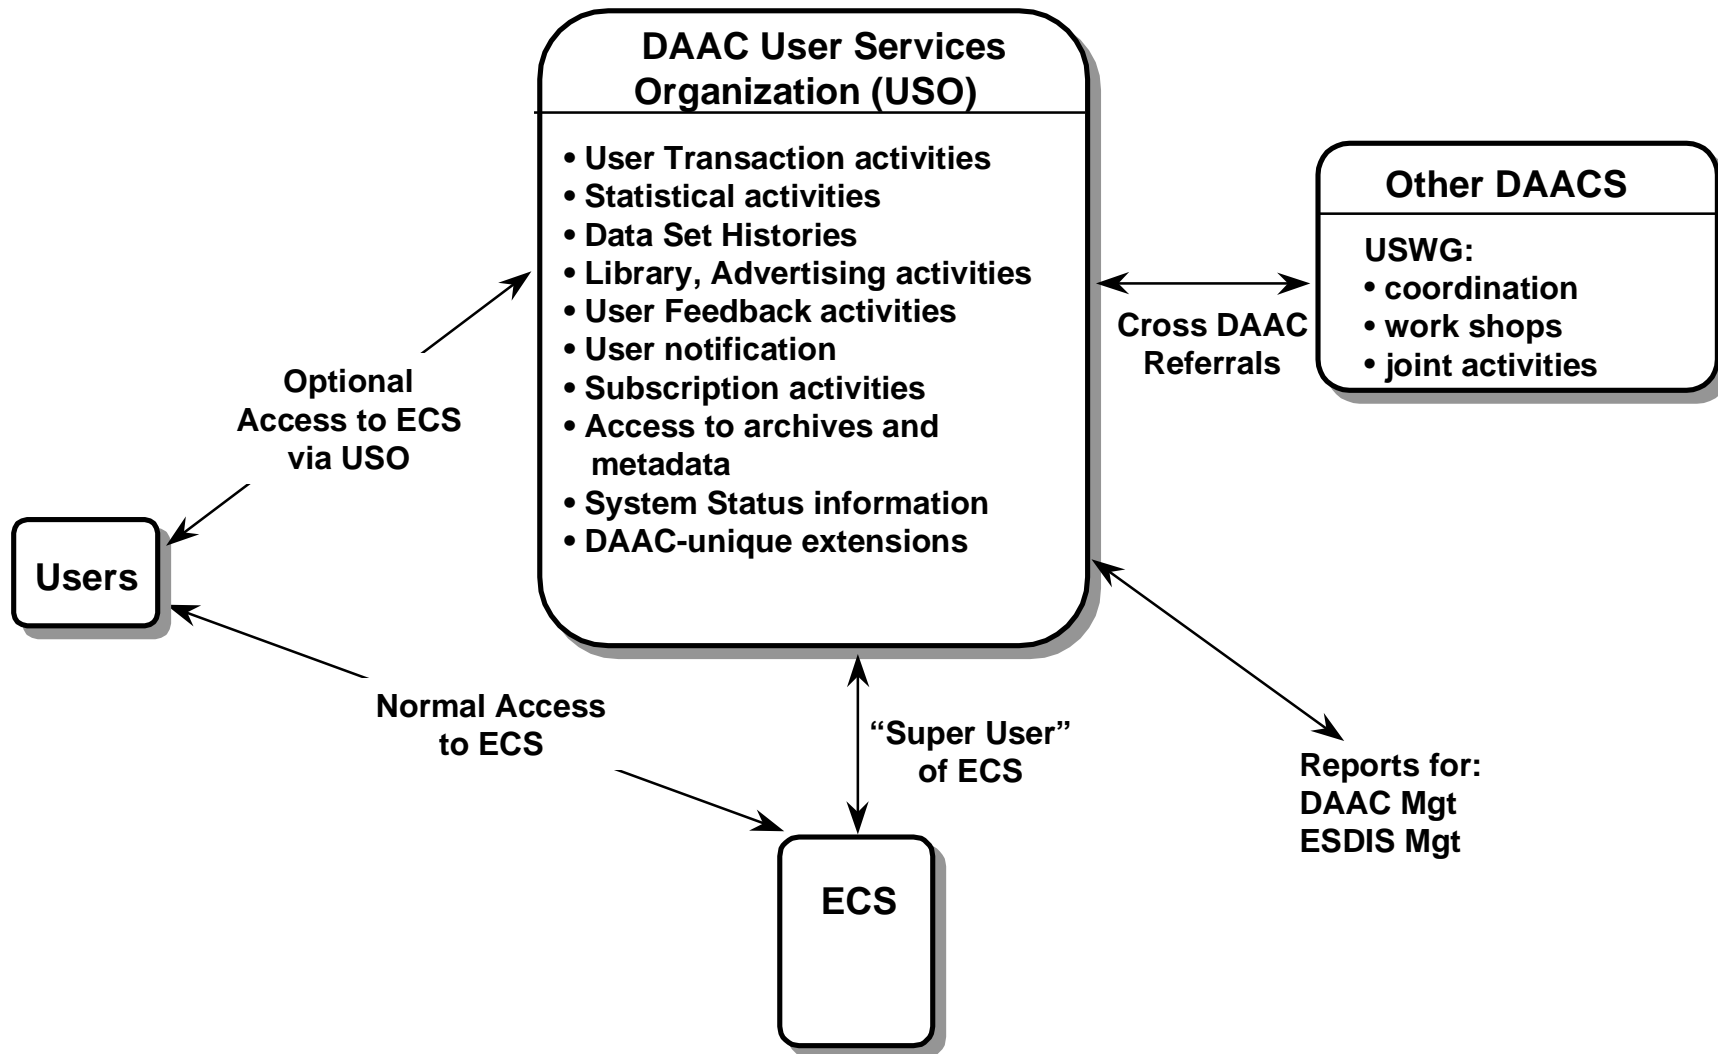 DAAC User Services
Organization (USO)
• User Transaction activities
• Statistical activities
• Data Set Histories
• Library, Advertising activities
• User Feedback activities
• User notification
• Subscription activities
• Access to archives and
metadata
• System Status information
• DAAC-unique extensions
Other DAACS
USWG:
• coordination
• work shops
• joint activities
Cross DAAC
Referrals
Optional
Access to ECS
via USO
Users
Normal Access
to ECS
“Super User”
of ECS
Reports for:
DAAC Mgt
ESDIS Mgt
ECS